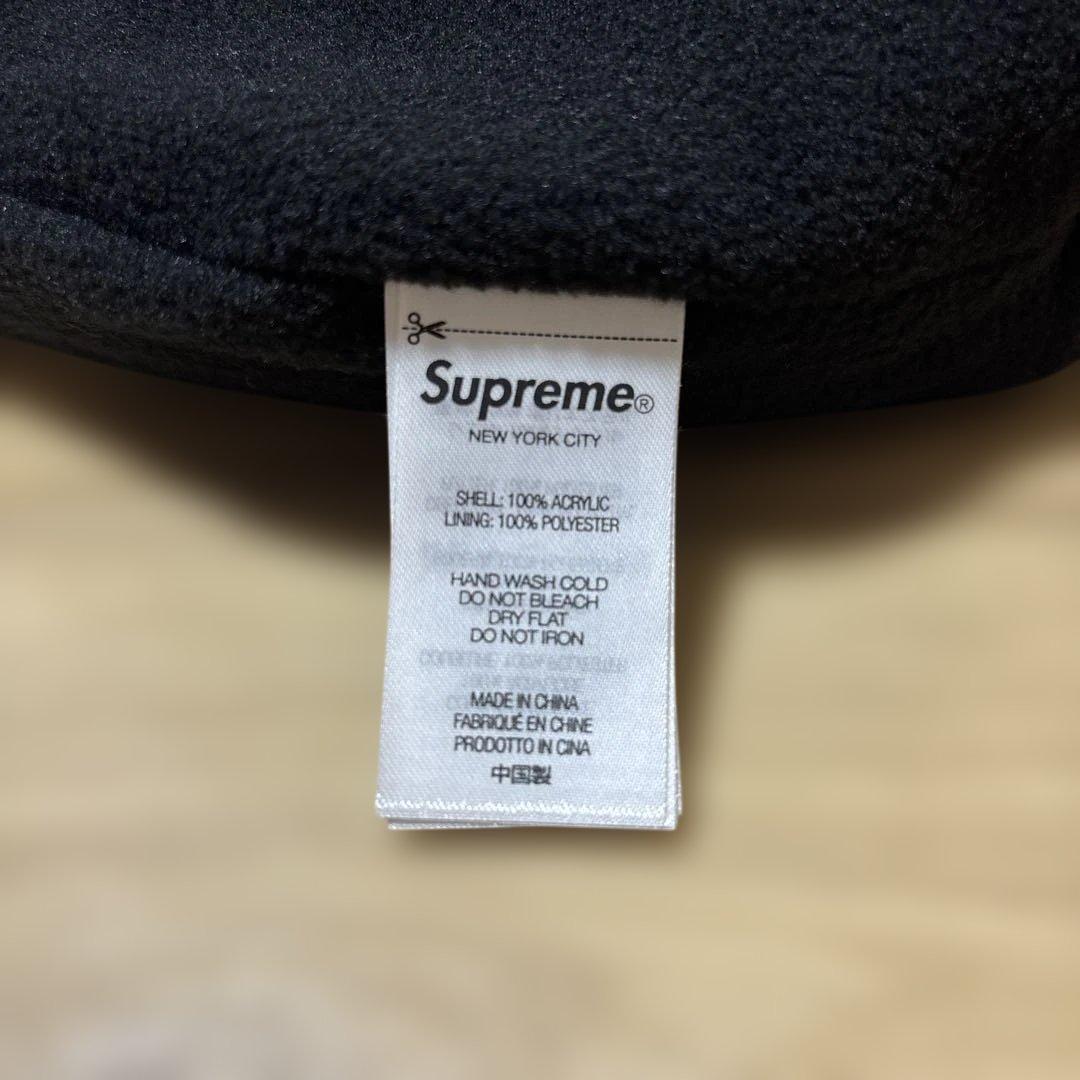 Supreme®
NEW YORK CITY
SHELL: 100% ACRYLIC
LINING: 100% POLYESTER
HAND WASH COLD
DO NOT BLEACH
DRY FLAT
DO NOT IRON
MADE IN CHINA
FABRIQUÉ EN CHINE
PRODOTTO IN CINA
中国製